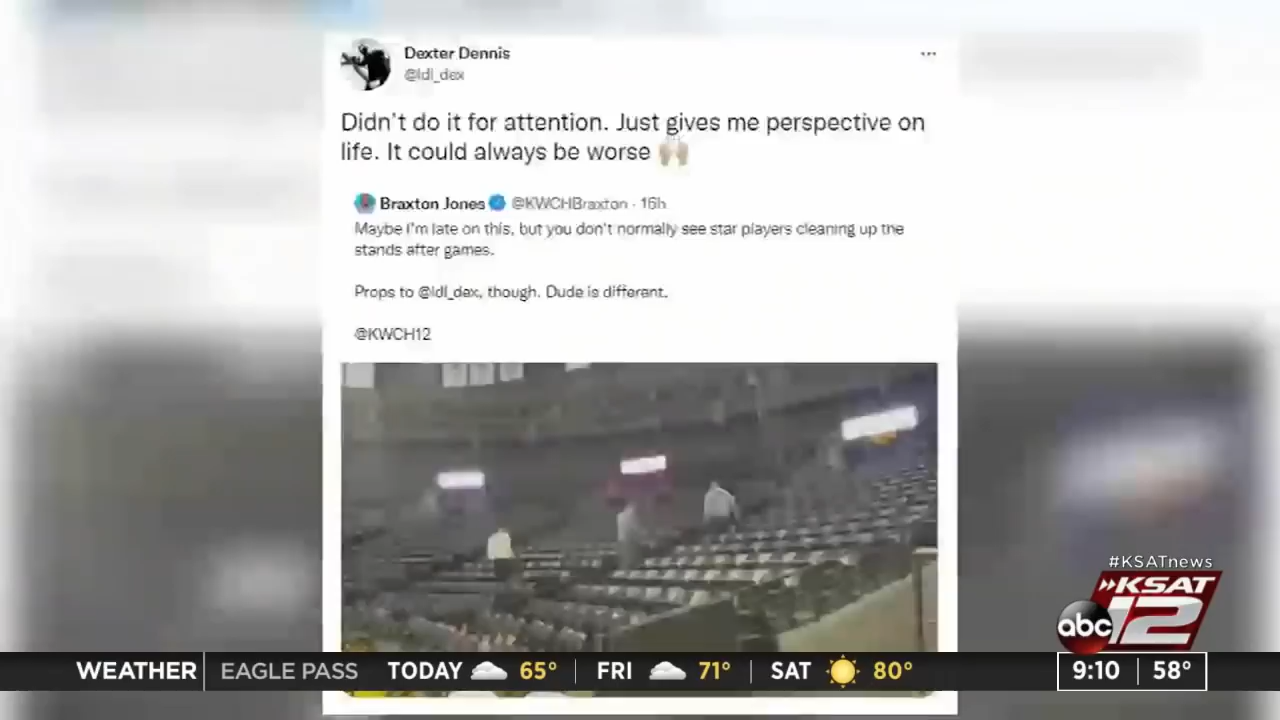 Dexter Dennis
@ldl_dex
Didn't do it for attention. Just gives me perspective on
life. It could always be worse 🙌🏼
Braxton Jones @KWCHBraxton · 16h
Maybe I'm late on this, but you don't normally see star players cleaning up the
stands after games.
Props to @ldl_dex, though. Dude is different.
@KWCH12
#KSATnews
KSAT
abc 12
WEATHER EAGLE PASS TODAY 65° FRI 71° SAT 80° 9:10 58°